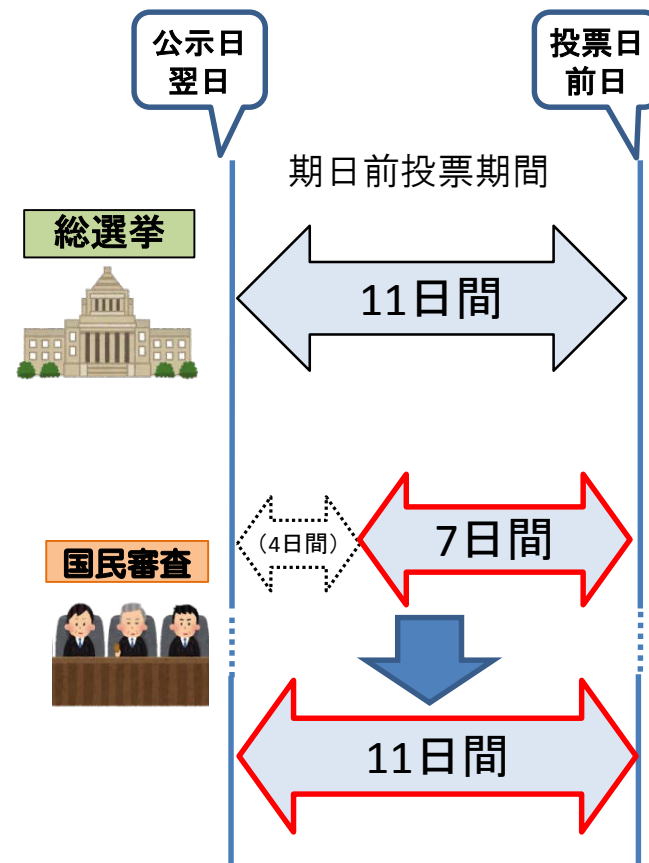 公示日
翌日
投票日
前日
期日前投票期間
総選挙
11日間
(4日間)
7日間
国民審査
11日間